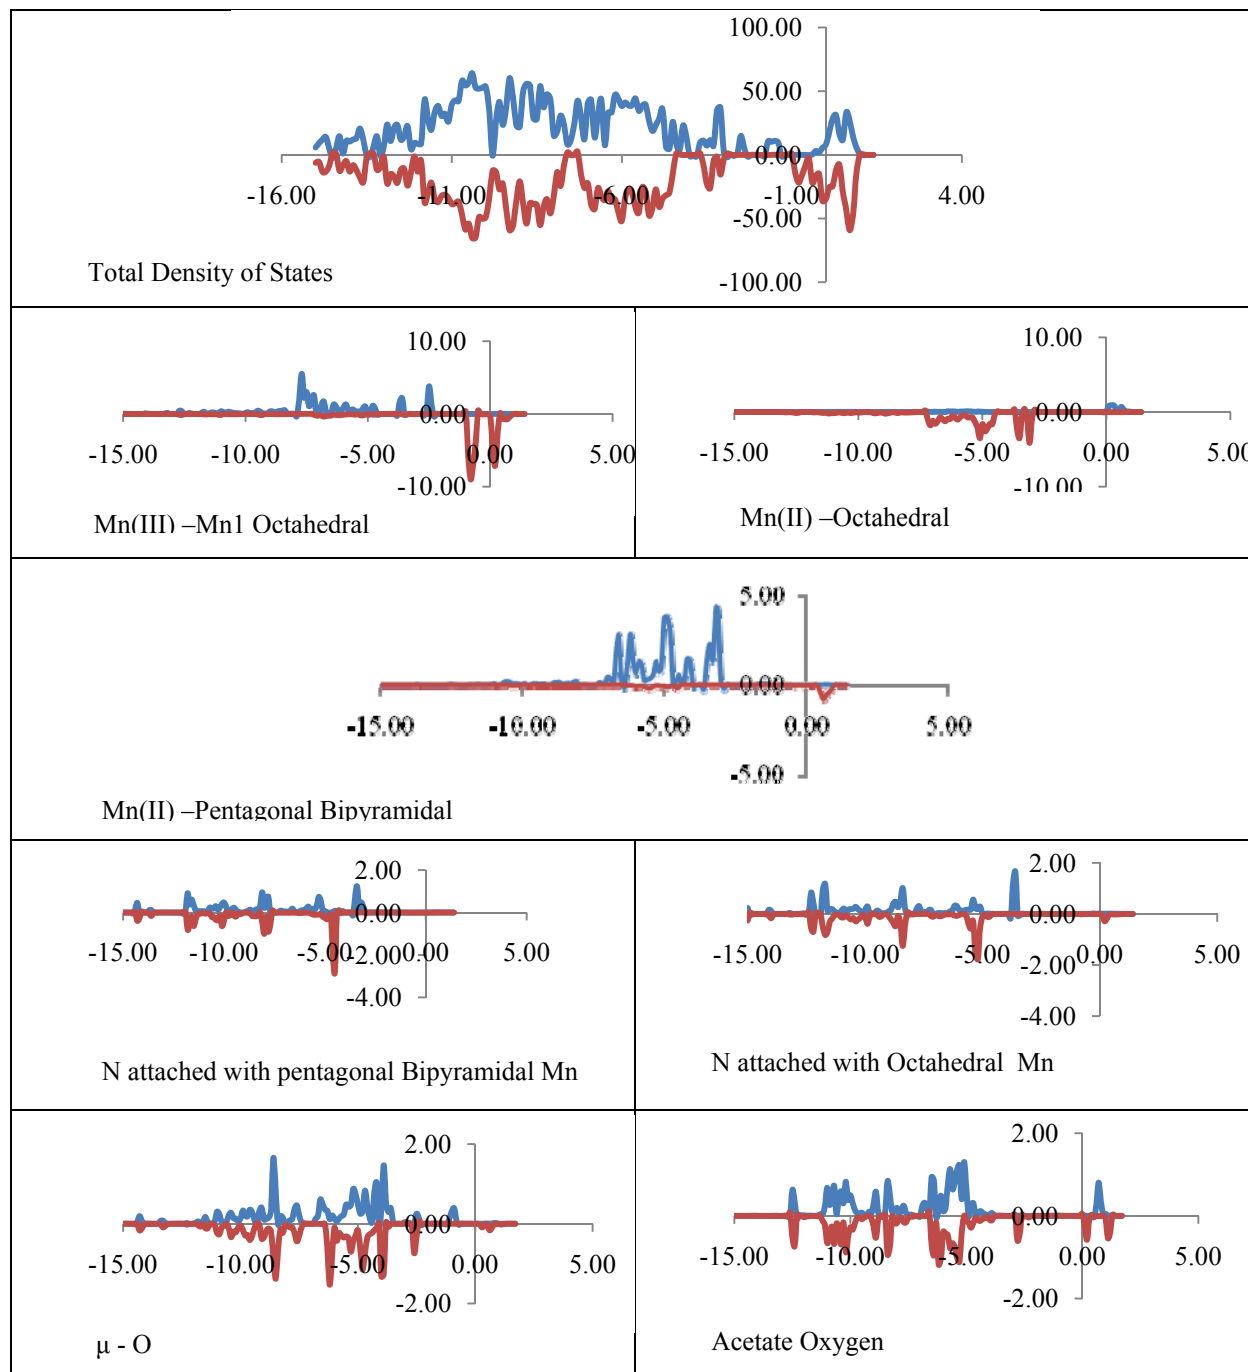 100.00
50.00
0.00
-16.00 -11.00 -6.00 -1.00 4.00
-50.00
Total Density of States
-100.00
10.00
0.00
-15.00 -10.00 -5.00 0.00 5.00
-10.00
Mn(III) –Mn1 Octahedral
10.00
0.00
-15.00 -10.00 -5.00 0.00 5.00
-10.00
Mn(II) –Octahedral
5.00
0.00
-15.00 -10.00 -5.00 0.00 5.00
-5.00
Mn(II) –Pentagonal Bipyramidal
2.00
0.00
-15.00 -10.00 -5.00 0.00 5.00
-2.00
-4.00
N attached with pentagonal Bipyramidal Mn
2.00
0.00
-15.00 -10.00 -5.00 0.00 5.00
-2.00
-4.00
N attached with Octahedral Mn
2.00
0.00
-15.00 -10.00 -5.00 0.00 5.00
-2.00
μ - O
2.00
0.00
-15.00 -10.00 -5.00 0.00 5.00
-2.00
Acetate Oxygen